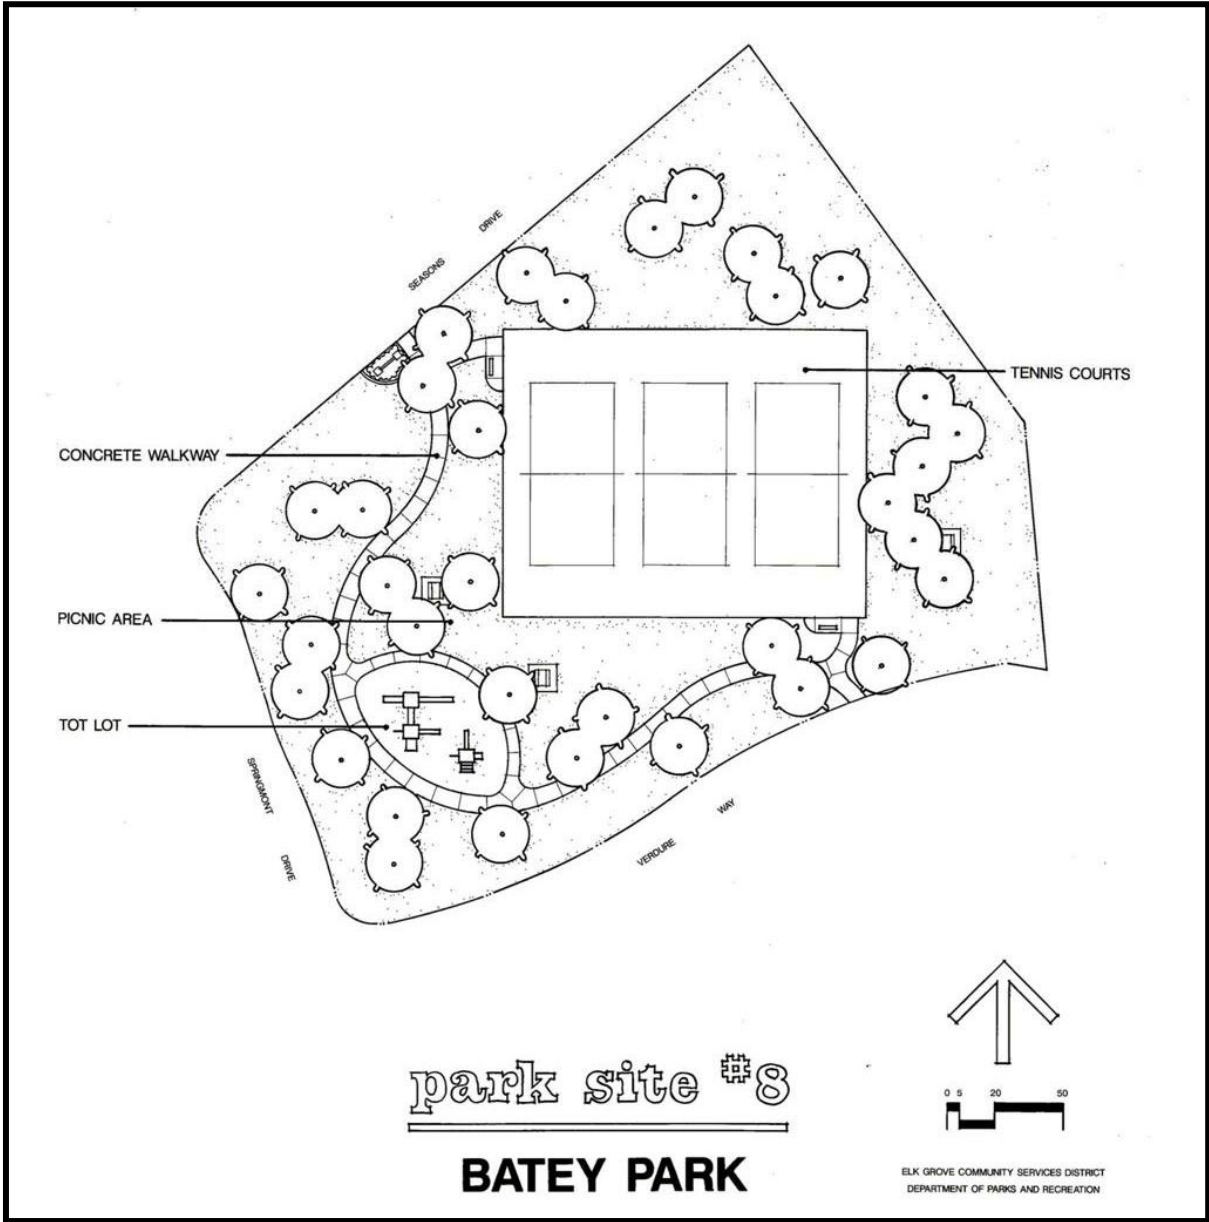 DRIVE
SEASONS
TENNIS COURTS
CONCRETE WALKWAY
PICNIC AREA
TOT LOT
SPRINGMONT
DRIVE
WAY
VERDURE
park site #8
BATEY PARK
0 5 20 50
ELK GROVE COMMUNITY SERVICES DISTRICT
DEPARTMENT OF PARKS AND RECREATION